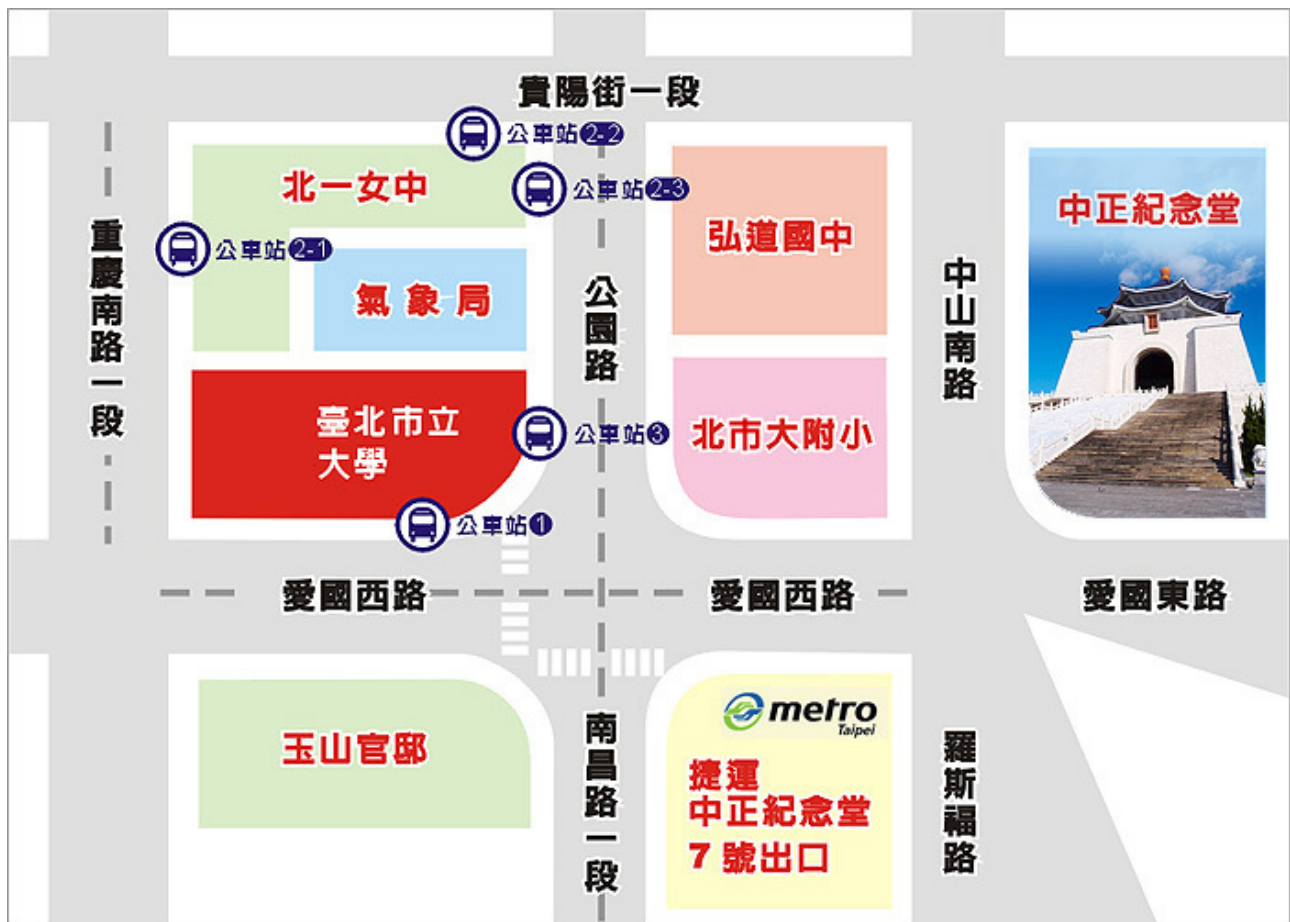 貴陽街一段
公車站2-2
北一女中
公車站2-3
弘道國中
中正紀念堂
重慶南路一段
公車站2-1
氣象局
公園路
中山南路
臺北市立
大學
公車站3
北市大附小
公車站1
愛國西路
愛國西路
愛國東路
玉山官邸
南昌路一段
metro
Taipei
捷運
中正紀念堂
7號出口
羅斯福路